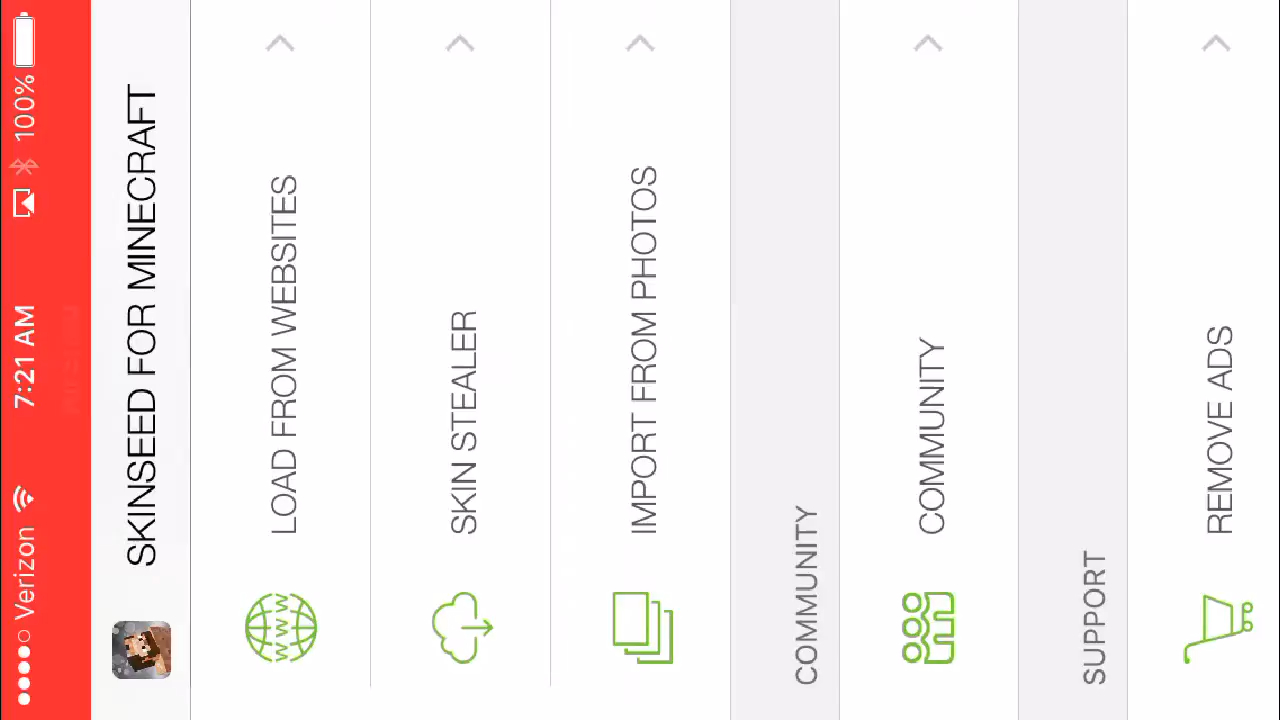 Verizon 7:21 AM 100%
SKINSEED FOR MINECRAFT
LOAD FROM WEBSITES
SKIN STEALER
IMPORT FROM PHOTOS
COMMUNITY
COMMUNITY
SUPPORT
REMOVE ADS